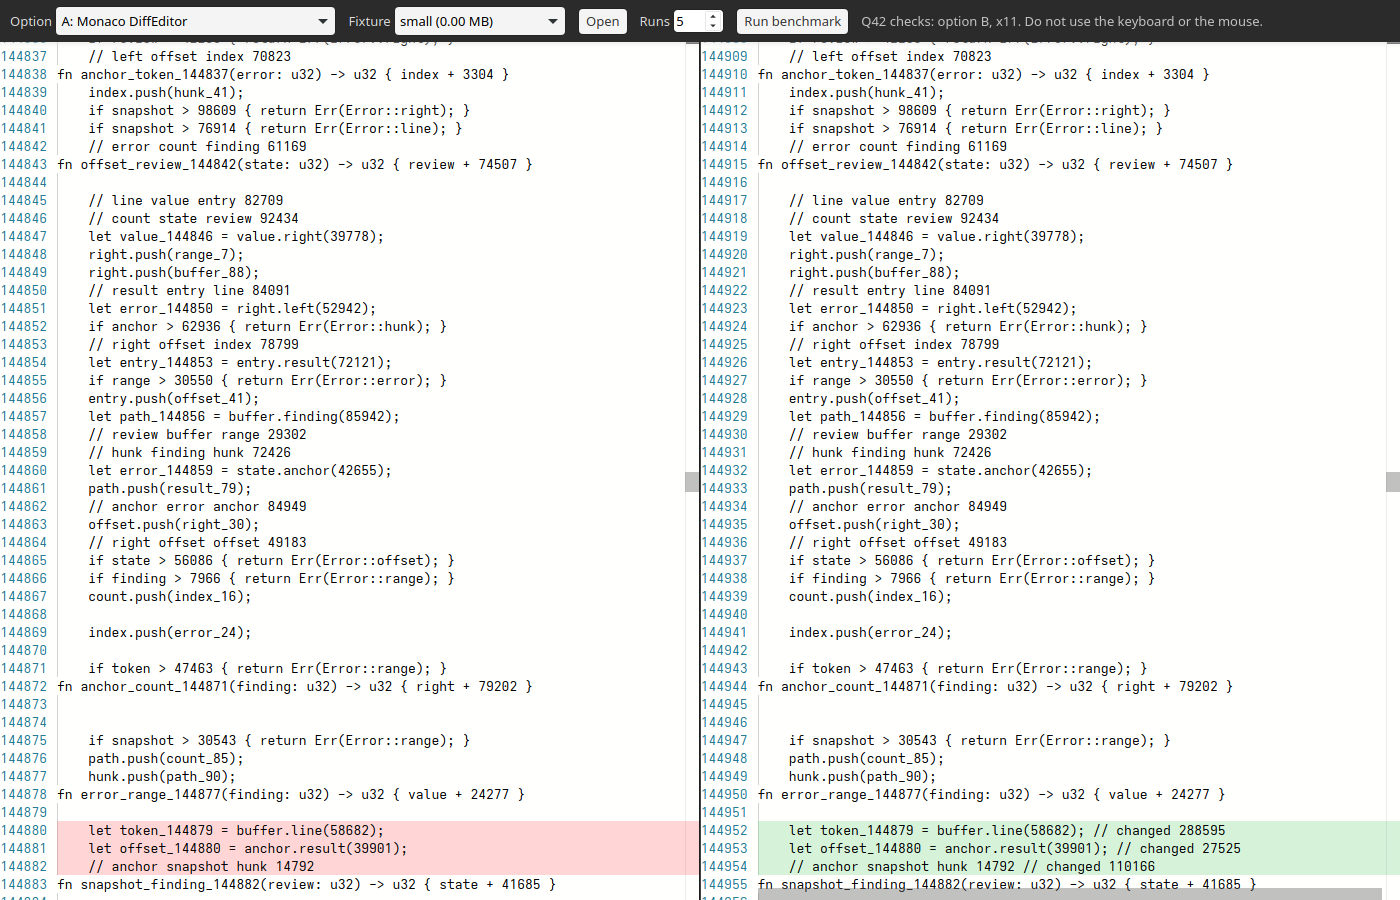 Option A: Monaco DiffEditor Fixture small (0.00 MB) Open Runs 5 Run benchmark Q42 checks: option B, x11. Do not use the keyboard or the mouse.
144837 // left offset index 70823
144838 fn anchor_token_144837(error: u32) -> u32 { index + 3304 }
144839 index.push(hunk_41);
144840 if snapshot > 98609 { return Err(Error::right); }
144841 if snapshot > 76914 { return Err(Error::line); }
144842 // error count finding 61169
144843 fn offset_review_144842(state: u32) -> u32 { review + 74507 }
144844
144845 // line value entry 82709
144846 // count state review 92434
144847 let value_144846 = value.right(39778);
144848 right.push(range_7);
144849 right.push(buffer_88);
144850 // result entry line 84091
144851 let error_144850 = right.left(52942);
144852 if anchor > 62936 { return Err(Error::hunk); }
144853 // right offset index 78799
144854 let entry_144853 = entry.result(72121);
144855 if range > 30550 { return Err(Error::error); }
144856 entry.push(offset_41);
144857 let path_144856 = buffer.finding(85942);
144858 // review buffer range 29302
144859 // hunk finding hunk 72426
144860 let error_144859 = state.anchor(42655);
144861 path.push(result_79);
144862 // anchor error anchor 84949
144863 offset.push(right_30);
144864 // right offset offset 49183
144865 if state > 56086 { return Err(Error::offset); }
144866 if finding > 7966 { return Err(Error::range); }
144867 count.push(index_16);
144868
144869 index.push(error_24);
144870
144871 if token > 47463 { return Err(Error::range); }
144872 fn anchor_count_144871(finding: u32) -> u32 { right + 79202 }
144873
144874
144875 if snapshot > 30543 { return Err(Error::range); }
144876 path.push(count_85);
144877 hunk.push(path_90);
144878 fn error_range_144877(finding: u32) -> u32 { value + 24277 }
144879
144880 let token_144879 = buffer.line(58682);
144881 let offset_144880 = anchor.result(39901);
144882 // anchor snapshot hunk 14792
144883 fn snapshot_finding_144882(review: u32) -> u32 { state + 41685 }
144909 // left offset index 70823
144910 fn anchor_token_144837(error: u32) -> u32 { index + 3304 }
144911 index.push(hunk_41);
144912 if snapshot > 98609 { return Err(Error::right); }
144913 if snapshot > 76914 { return Err(Error::line); }
144914 // error count finding 61169
144915 fn offset_review_144842(state: u32) -> u32 { review + 74507 }
144916
144917 // line value entry 82709
144918 // count state review 92434
144919 let value_144846 = value.right(39778);
144920 right.push(range_7);
144921 right.push(buffer_88);
144922 // result entry line 84091
144923 let error_144850 = right.left(52942);
144924 if anchor > 62936 { return Err(Error::hunk); }
144925 // right offset index 78799
144926 let entry_144853 = entry.result(72121);
144927 if range > 30550 { return Err(Error::error); }
144928 entry.push(offset_41);
144929 let path_144856 = buffer.finding(85942);
144930 // review buffer range 29302
144931 // hunk finding hunk 72426
144932 let error_144859 = state.anchor(42655);
144933 path.push(result_79);
144934 // anchor error anchor 84949
144935 offset.push(right_30);
144936 // right offset offset 49183
144937 if state > 56086 { return Err(Error::offset); }
144938 if finding > 7966 { return Err(Error::range); }
144939 count.push(index_16);
144940
144941 index.push(error_24);
144942
144943 if token > 47463 { return Err(Error::range); }
144944 fn anchor_count_144871(finding: u32) -> u32 { right + 79202 }
144945
144946
144947 if snapshot > 30543 { return Err(Error::range); }
144948 path.push(count_85);
144949 hunk.push(path_90);
144950 fn error_range_144877(finding: u32) -> u32 { value + 24277 }
144951
144952 let token_144879 = buffer.line(58682); // changed 288595
144953 let offset_144880 = anchor.result(39901); // changed 27525
144954 // anchor snapshot hunk 14792 // changed 110166
144955 fn snapshot_finding_144882(review: u32) -> u32 { state + 41685 }